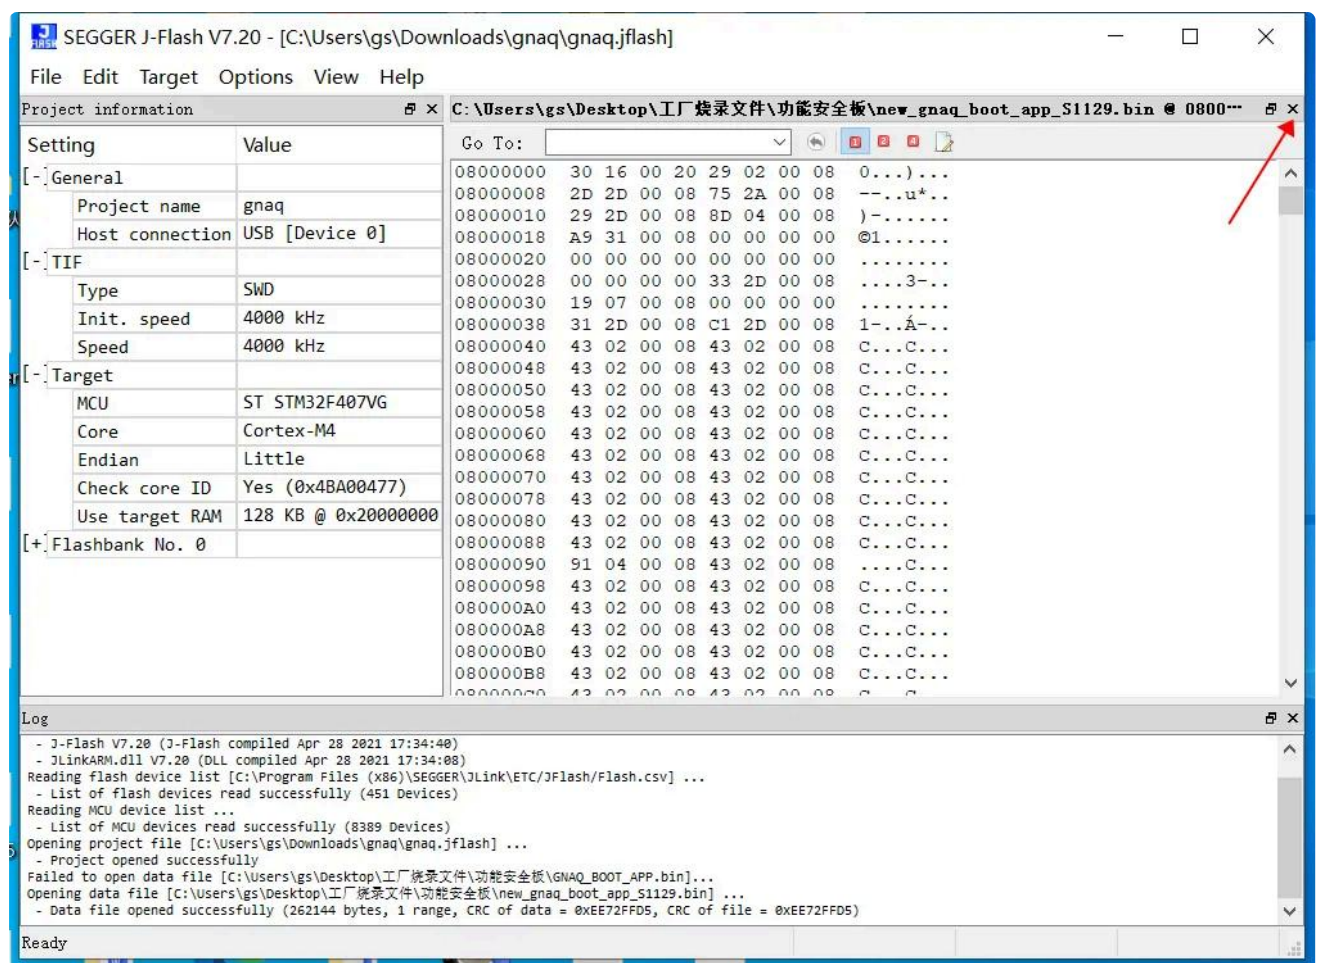 SEGGER J-Flash V7.20 - [C:\Users\gs\Downloads\gnaq\gnaq.jflash]
File Edit Target Options View Help
Project information
Setting Value
[-]General
Project name gnaq
Host connection USB [Device 0]
[-]TIF
Type SWD
Init. speed 4000 kHz
Speed 4000 kHz
[-]Target
MCU ST STM32F407VG
Core Cortex-M4
Endian Little
Check core ID Yes (0x4BA00477)
Use target RAM 128 KB @ 0x20000000
[+]Flashbank No. 0
C:\Users\gs\Desktop\工厂烧录文件\功能安全板\new_gnaq_boot_app_S1129.bin @ 0800···
Go To:
08000000 30 16 00 20 29 02 00 08 0...)...
08000008 2D 2D 00 08 75 2A 00 08 --..u*..
08000010 29 2D 00 08 8D 04 00 08 )-......
08000018 A9 31 00 08 00 00 00 00 ©1......
08000020 00 00 00 00 00 00 00 00 ........
08000028 00 00 00 00 33 2D 00 08 ....3-..
08000030 19 07 00 08 00 00 00 00 ........
08000038 31 2D 00 08 C1 2D 00 08 1-..Á-..
08000040 43 02 00 08 43 02 00 08 C...C...
08000048 43 02 00 08 43 02 00 08 C...C...
08000050 43 02 00 08 43 02 00 08 C...C...
08000058 43 02 00 08 43 02 00 08 C...C...
08000060 43 02 00 08 43 02 00 08 C...C...
08000068 43 02 00 08 43 02 00 08 C...C...
08000070 43 02 00 08 43 02 00 08 C...C...
08000078 43 02 00 08 43 02 00 08 C...C...
08000080 43 02 00 08 43 02 00 08 C...C...
08000088 43 02 00 08 43 02 00 08 C...C...
08000090 91 04 00 08 43 02 00 08 ....C...
08000098 43 02 00 08 43 02 00 08 C...C...
080000A0 43 02 00 08 43 02 00 08 C...C...
080000A8 43 02 00 08 43 02 00 08 C...C...
080000B0 43 02 00 08 43 02 00 08 C...C...
080000B8 43 02 00 08 43 02 00 08 C...C...
Log
- J-Flash V7.20 (J-Flash compiled Apr 28 2021 17:34:40)
- JLinkARM.dll V7.20 (DLL compiled Apr 28 2021 17:34:08)
Reading flash device list [C:\Program Files (x86)\SEGGER\JLink\ETC/JFlash/Flash.csv] ...
- List of flash devices read successfully (451 Devices)
Reading MCU device list ...
- List of MCU devices read successfully (8389 Devices)
Opening project file [C:\Users\gs\Downloads\gnaq\gnaq.jflash] ...
- Project opened successfully
Failed to open data file [C:\Users\gs\Desktop\工厂烧录文件\功能安全板\GNAQ_BOOT_APP.bin]...
Opening data file [C:\Users\gs\Desktop\工厂烧录文件\功能安全板\new_gnaq_boot_app_S1129.bin] ...
- Data file opened successfully (262144 bytes, 1 range, CRC of data = 0xEE72FFD5, CRC of file = 0xEE72FFD5)
Ready